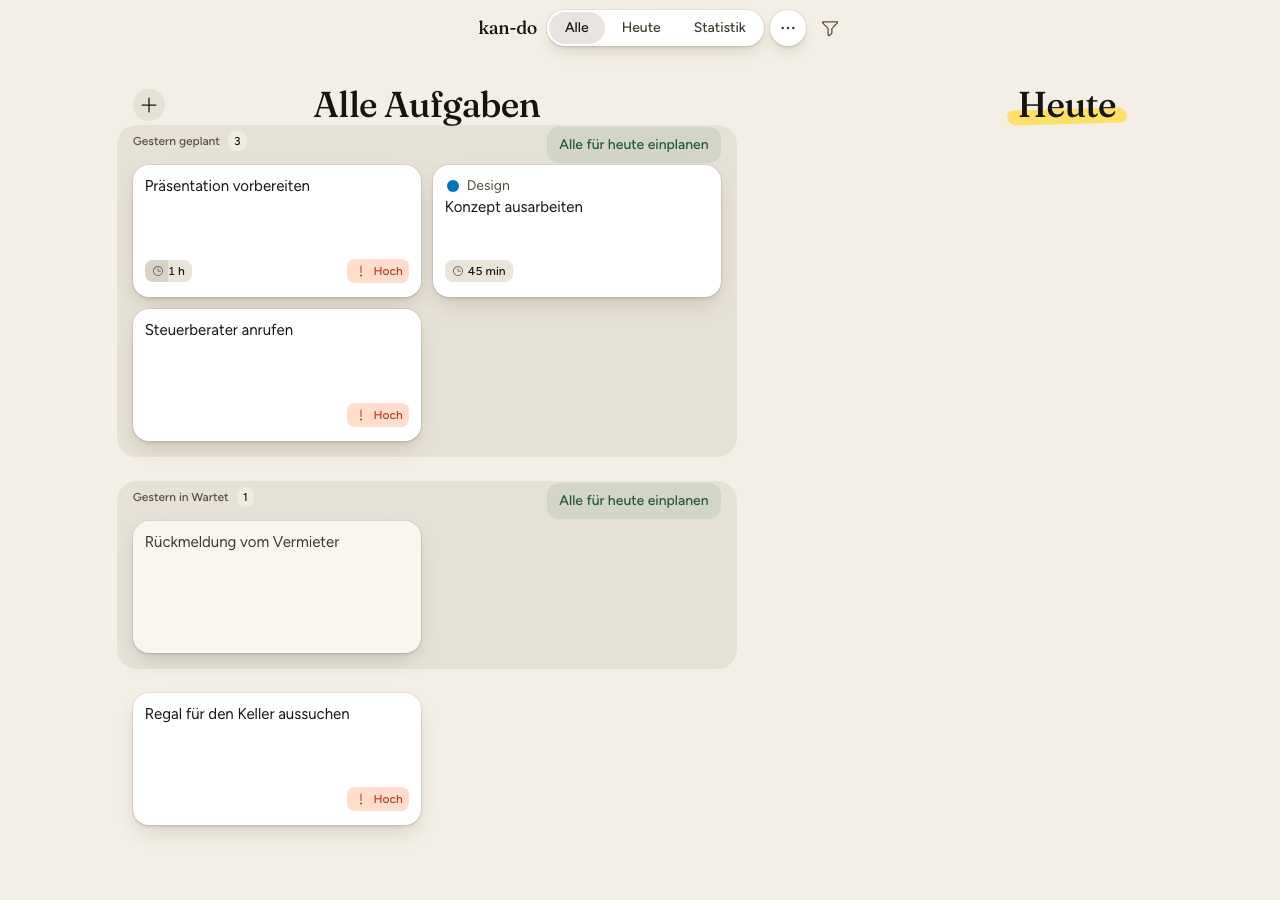 kan-do
Alle
Heute
Statistik
Alle Aufgaben
Heute
Gestern geplant 3
Alle für heute einplanen
Präsentation vorbereiten
1 h
Hoch
Design
Konzept ausarbeiten
45 min
Steuerberater anrufen
Hoch
Gestern in Wartet 1
Alle für heute einplanen
Rückmeldung vom Vermieter
Regal für den Keller aussuchen
Hoch